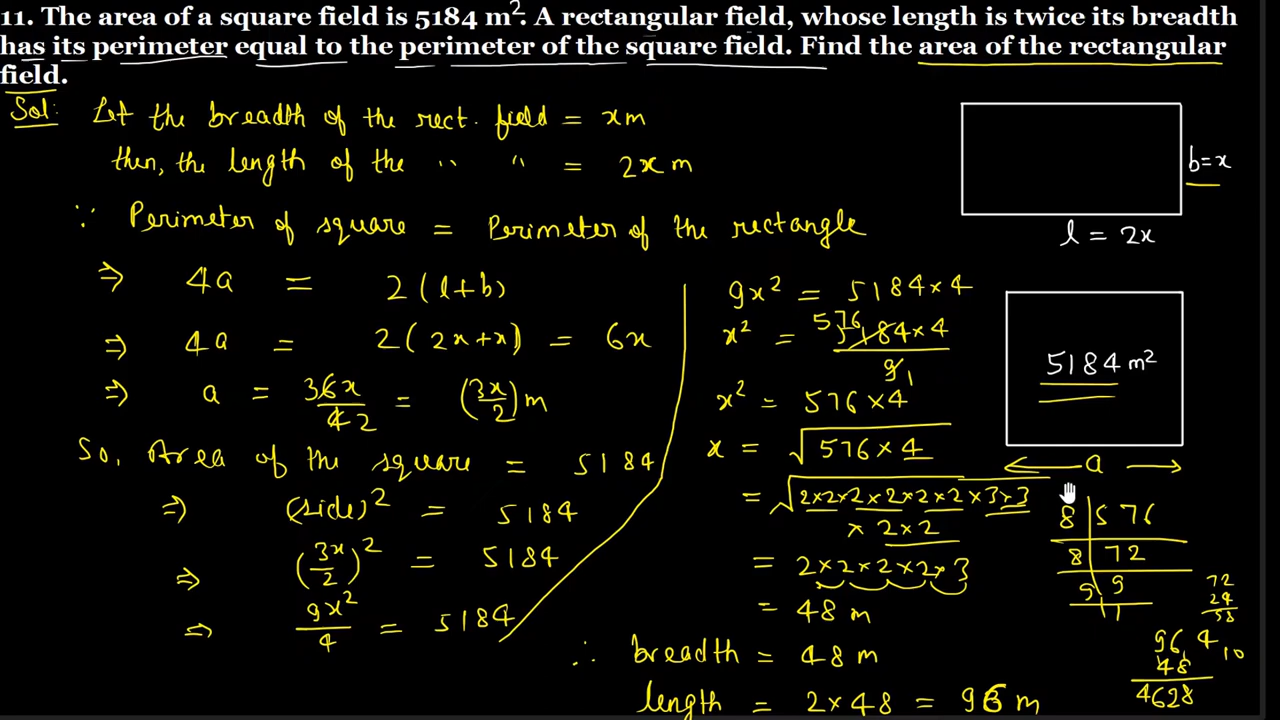 11. The area of a square field is 5184 m². A rectangular field, whose length is twice its breadth
has its perimeter equal to the perimeter of the square field. Find the area of the rectangular
field.
Sol: Let the breadth of the rect. field = x m
then, the length of the " " = 2x m
∵ Perimeter of square = Perimeter of the rectangle
⇒ 4a = 2(l+b)
⇒ 4a = 2(2x+x) = 6x
⇒ a = 36x/42 = (3x/2) m
So, Area of the square = 5184
⇒ (side)² = 5184
⇒ (3x/2)² = 5184
⇒ 9x²/4 = 5184
9x² = 5184×4
x² = 576 5184×4/9 1
x² = 576×4
x = √576×4
= √2×2×2×2×2×2×3×3
× 2×2
= 2×2×2×2×3
= 48 m
∴ breadth = 48 m
length = 2×48 = 96 m
b=x
l = 2x
5184 m²
a
8 576
8 72
9 9
1
72
24
96 4
10
48
4628